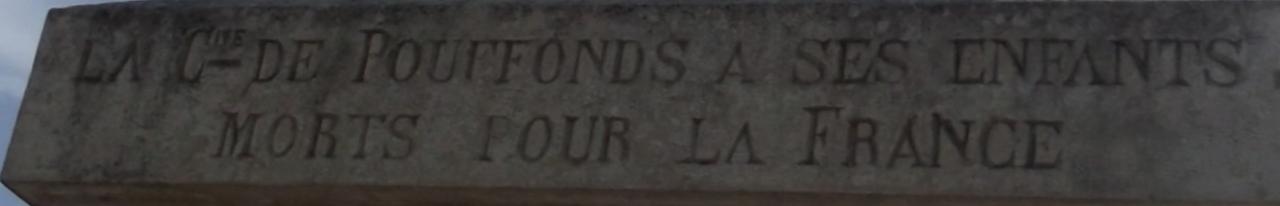 LA Cne DE POUFFONDS A SES ENFANTS
MORTS POUR LA FRANCE